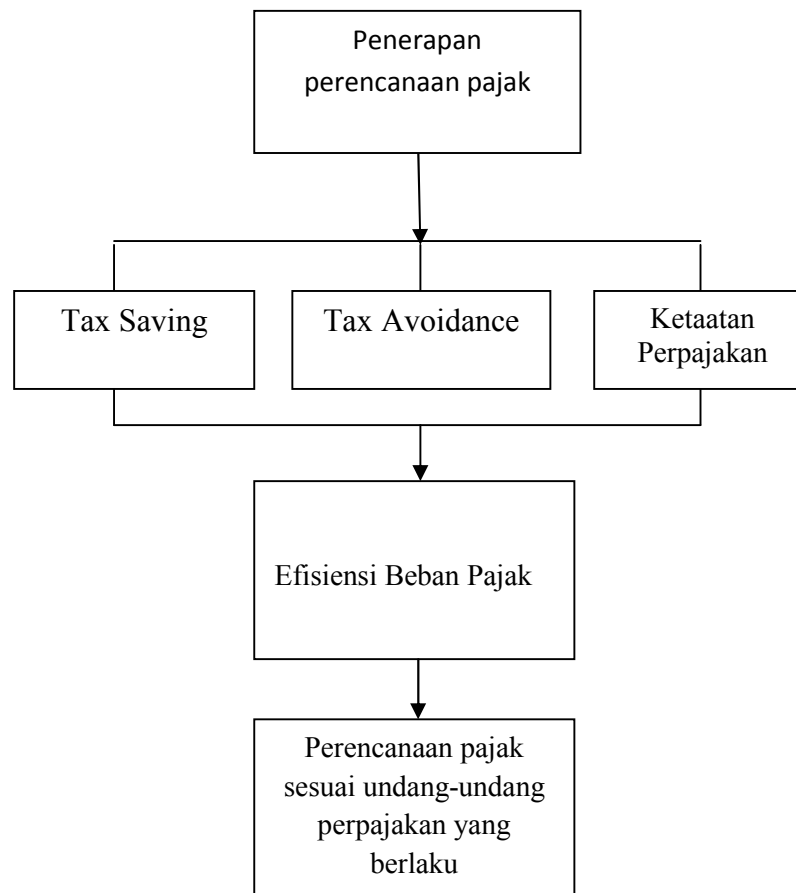 Penerapan
perencanaan pajak
Tax Saving
Tax Avoidance
Ketaatan
Perpajakan
Efisiensi Beban Pajak
Perencanaan pajak
sesuai undang-undang
perpajakan yang
berlaku